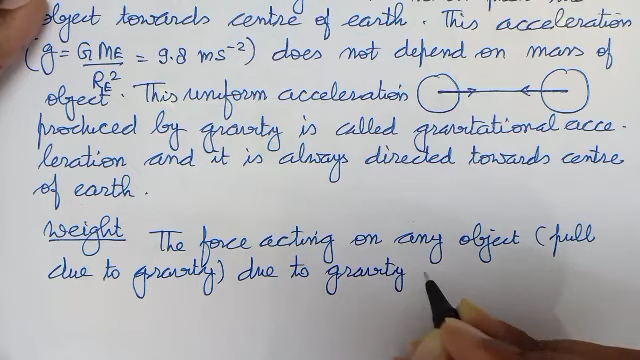 object towards centre of earth. This acceleration
(g = G ME / RE² = 9.8 ms⁻²) does not depend on mass of
object. This uniform acceleration
produced by gravity is called gravitational acce-
leration and it is always directed towards centre
of earth.
Weight The force acting on any object (pull
due to gravity) due to gravity